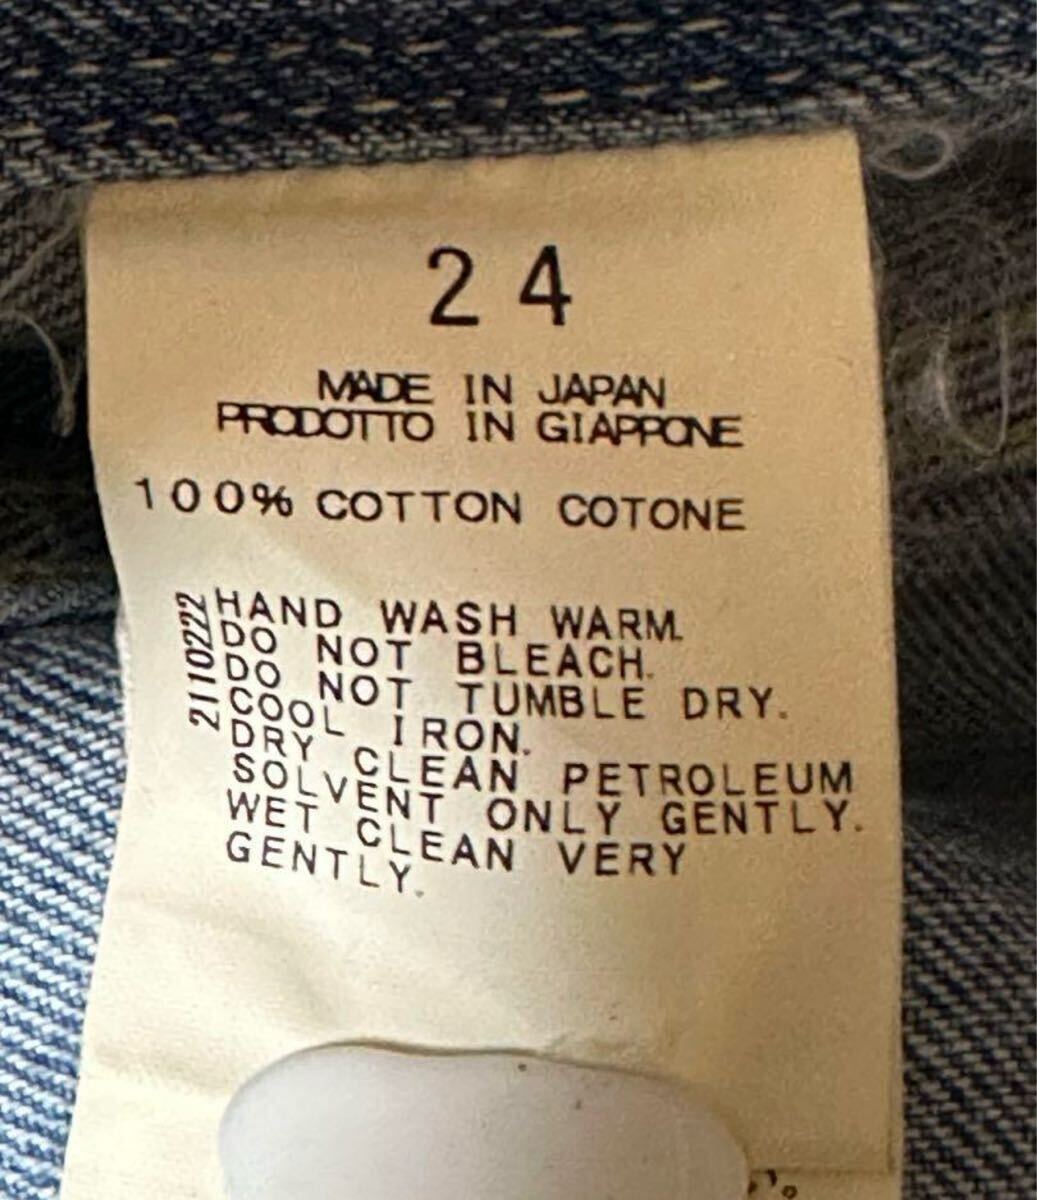 24
MADE IN JAPAN
PRODOTTO IN GIAPPONE
100% COTTON COTONE
2110222
HAND WASH WARM.
DO NOT BLEACH.
DO NOT TUMBLE DRY.
COOL IRON.
DRY CLEAN PETROLEUM
SOLVENT ONLY GENTLY.
WET CLEAN VERY
GENTLY.